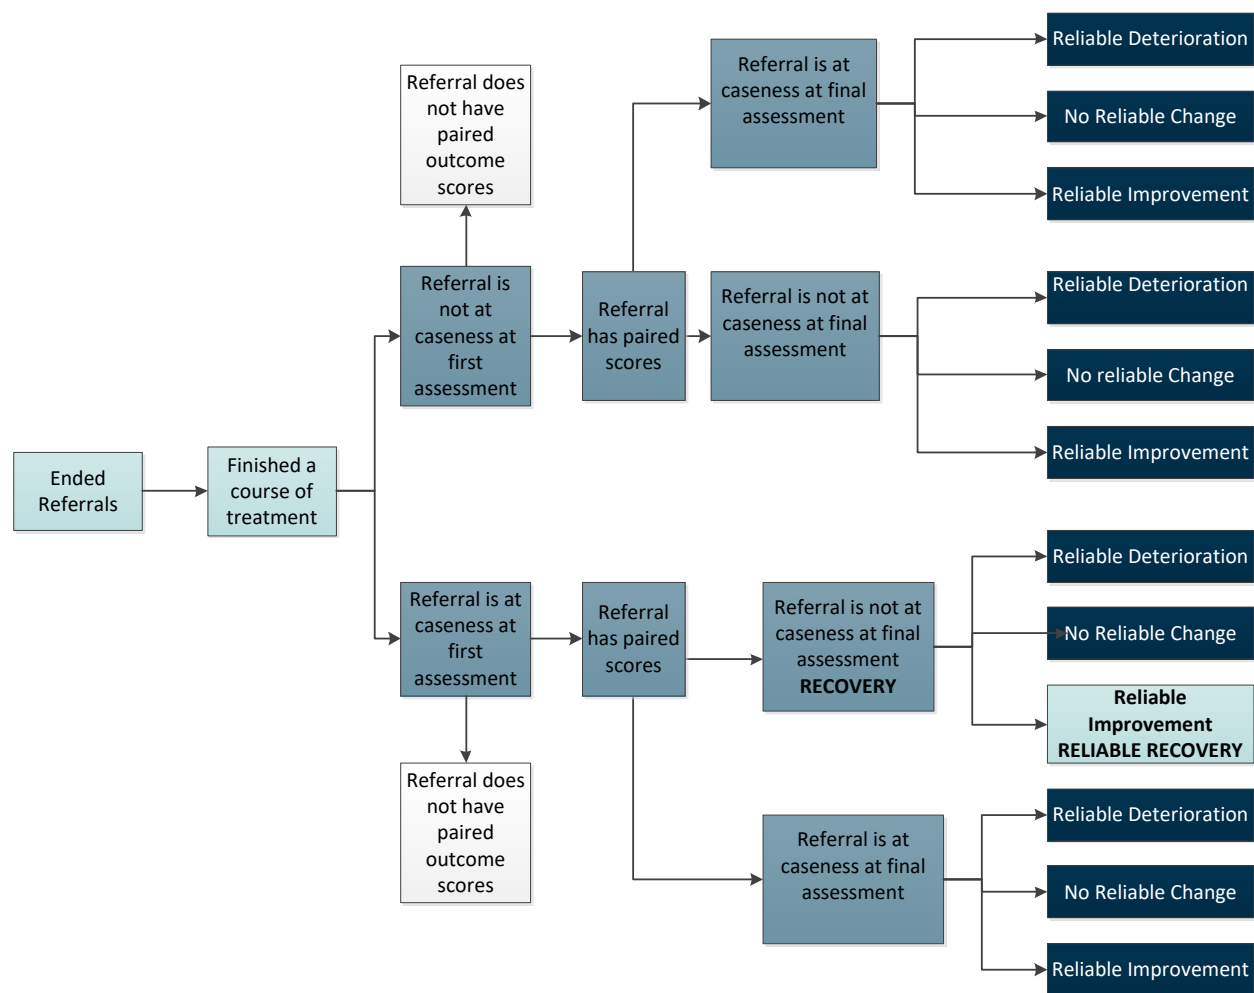 Ended
Referrals
Finished a
course of
treatment
Referral does
not have
paired
outcome
scores
Referral is
not at
caseness at
first
assessment
Referral
has paired
scores
Referral is at
caseness at final
assessment
Reliable Deterioration
No Reliable Change
Reliable Improvement
Referral is not at
caseness at final
assessment
Reliable Deterioration
No reliable Change
Reliable Improvement
Referral is at
caseness at
first
assessment
Referral does
not have
paired
outcome
scores
Referral
has paired
scores
Referral is not at
caseness at final
assessment
RECOVERY
Reliable Deterioration
No Reliable Change
Reliable
Improvement
RELIABLE RECOVERY
Referral is at
caseness at final
assessment
Reliable Deterioration
No Reliable Change
Reliable Improvement